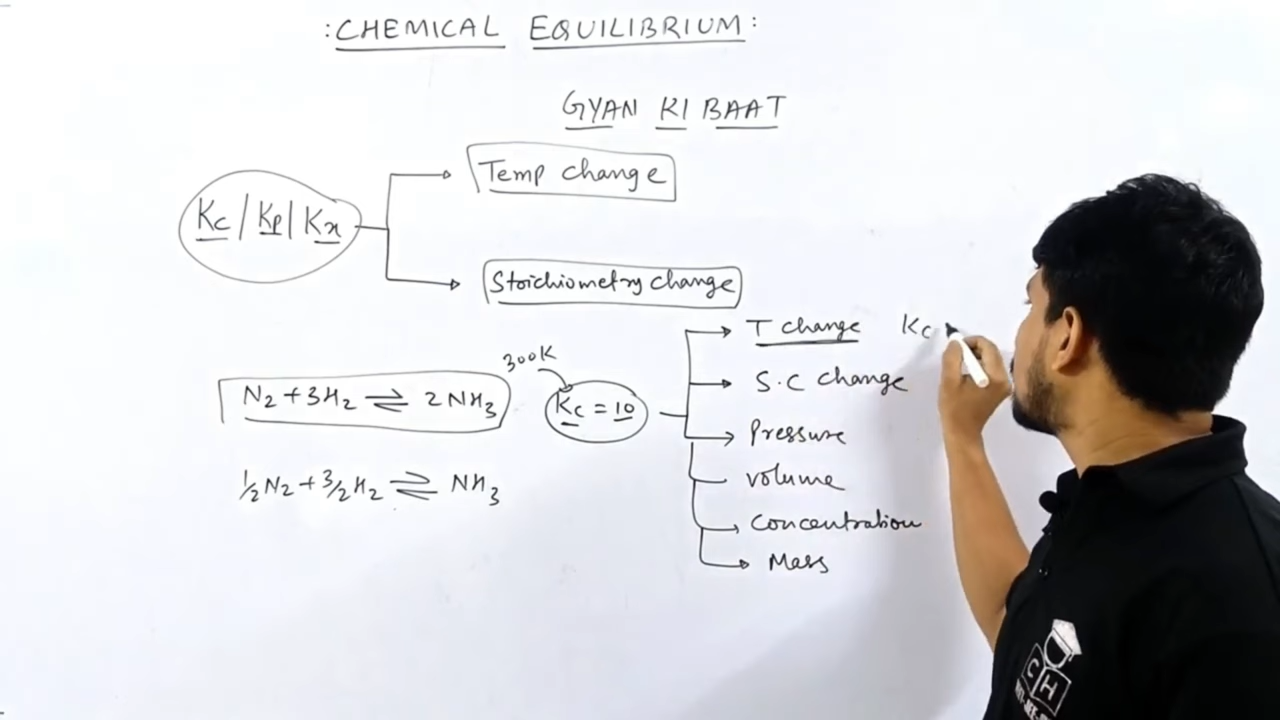 :CHEMICAL EQUILIBRIUM:
GYAN KI BAAT
Kc / Kp / Kx
Temp change
Stoichiometry change
N2 + 3H2 ⇌ 2NH3
300K
Kc = 10
T change Kc
S.C change
Pressure
volume
Concentration
Mass
1/2N2 + 3/2H2 ⇌ NH3
C H